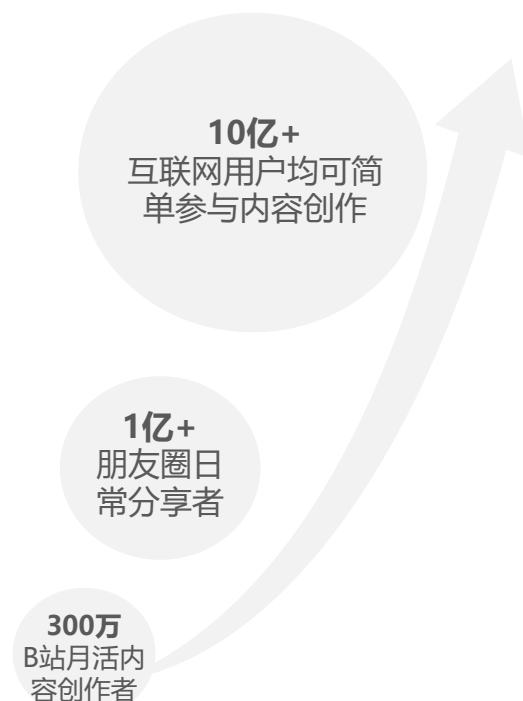 10亿+
互联网用户均可简
单参与内容创作
1亿+
朋友圈日
常分享者
300万
B站月活内
容创作者